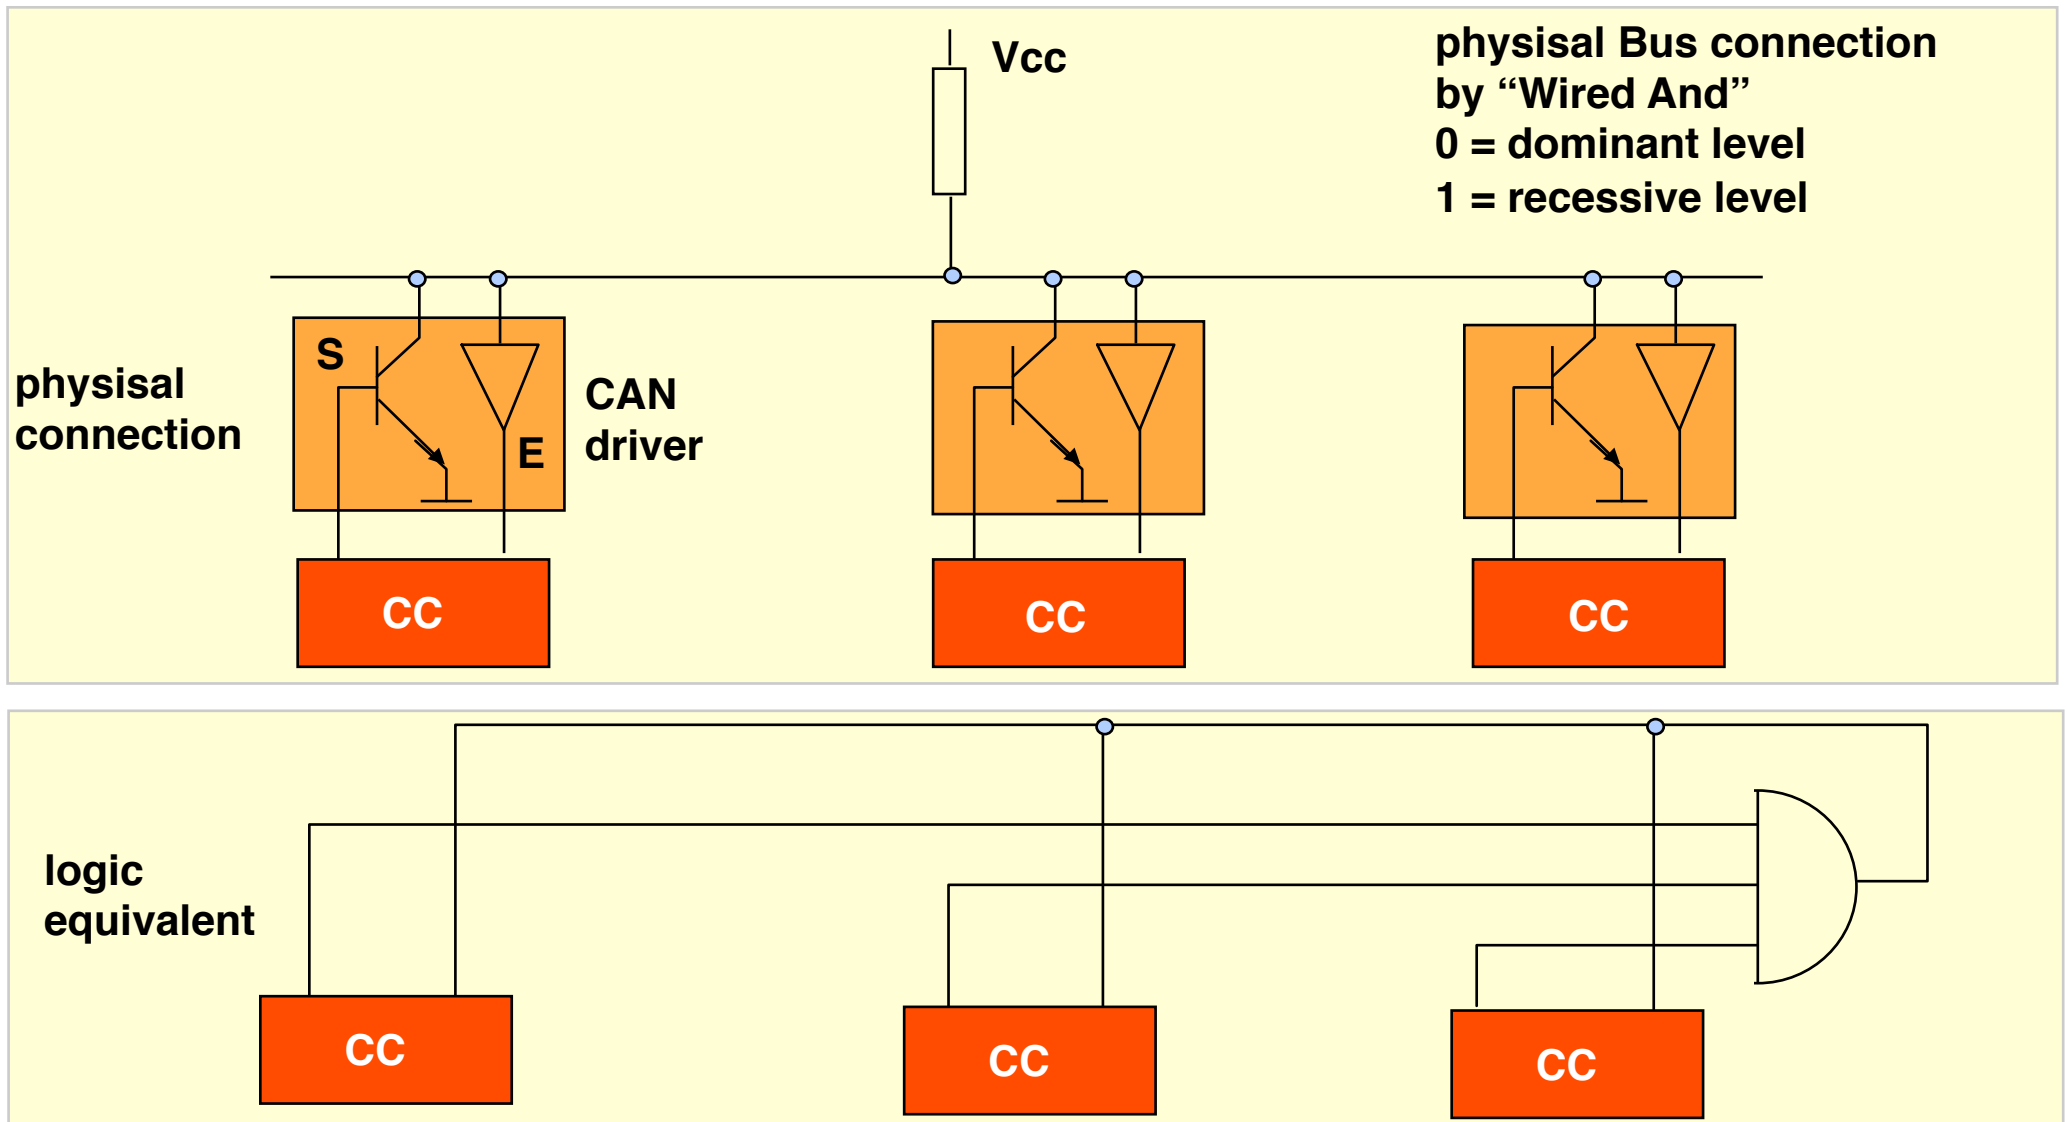 Vcc
physisal Bus connection
by “Wired And”
0 = dominant level
1 = recessive level
physisal
connection
S
E
CAN
driver
CC
CC
CC
logic
equivalent
CC
CC
CC